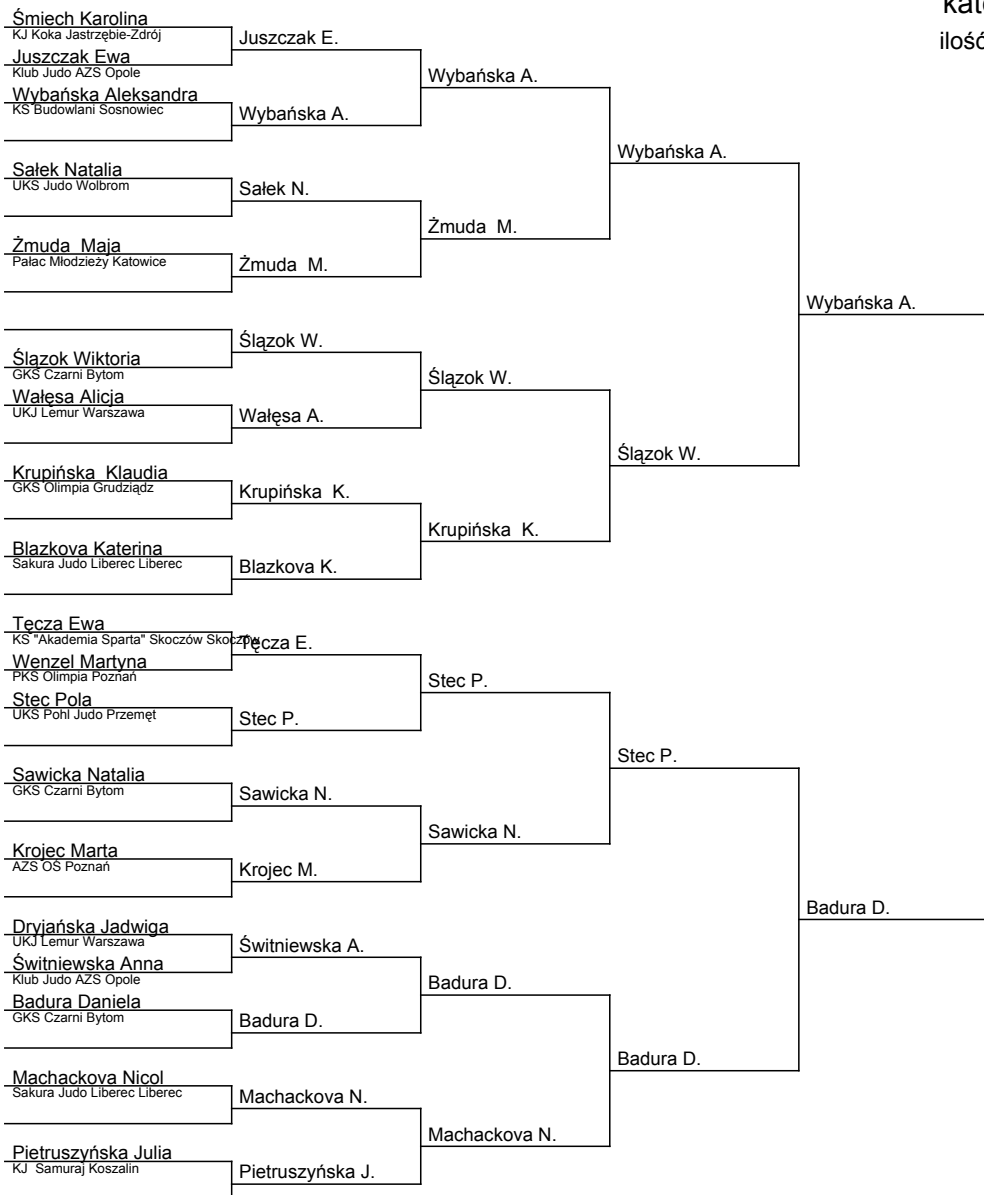 kat
ilość
Śmiech Karolina
KJ Koka Jastrzębie-Zdrój
Juszczak Ewa
Klub Judo AZS Opole
Wybańska Aleksandra
KS Budowlani Sosnowiec
Sałek Natalia
UKS Judo Wolbrom
Żmuda Maja
Pałac Młodzieży Katowice
Ślązok Wiktoria
GKS Czarni Bytom
Wałęsa Alicja
UKJ Lemur Warszawa
Krupińska Klaudia
GKS Olimpia Grudziądz
Blazkova Katerina
Sakura Judo Liberec Liberec
Tęcza Ewa
KS "Akademia Sparta" Skoczów Skoczów
Wenzel Martyna
PKS Olimpia Poznań
Stec Pola
UKS Pohl Judo Przemęt
Sawicka Natalia
GKS Czarni Bytom
Krojec Marta
AZS OŚ Poznań
Dryjańska Jadwiga
UKJ Lemur Warszawa
Świtniewska Anna
Klub Judo AZS Opole
Badura Daniela
GKS Czarni Bytom
Machackova Nicol
Sakura Judo Liberec Liberec
Pietruszyńska Julia
KJ Samuraj Koszalin
Juszczak E.
Wybańska A.
Sałek N.
Żmuda M.
Ślązok W.
Wałęsa A.
Krupińska K.
Blazkova K.
Tęcza E.
Stec P.
Sawicka N.
Krojec M.
Świtniewska A.
Badura D.
Machackova N.
Pietruszyńska J.
Wybańska A.
Żmuda M.
Ślązok W.
Krupińska K.
Stec P.
Sawicka N.
Badura D.
Machackova N.
Wybańska A.
Ślązok W.
Stec P.
Badura D.
Wybańska A.
Badura D.